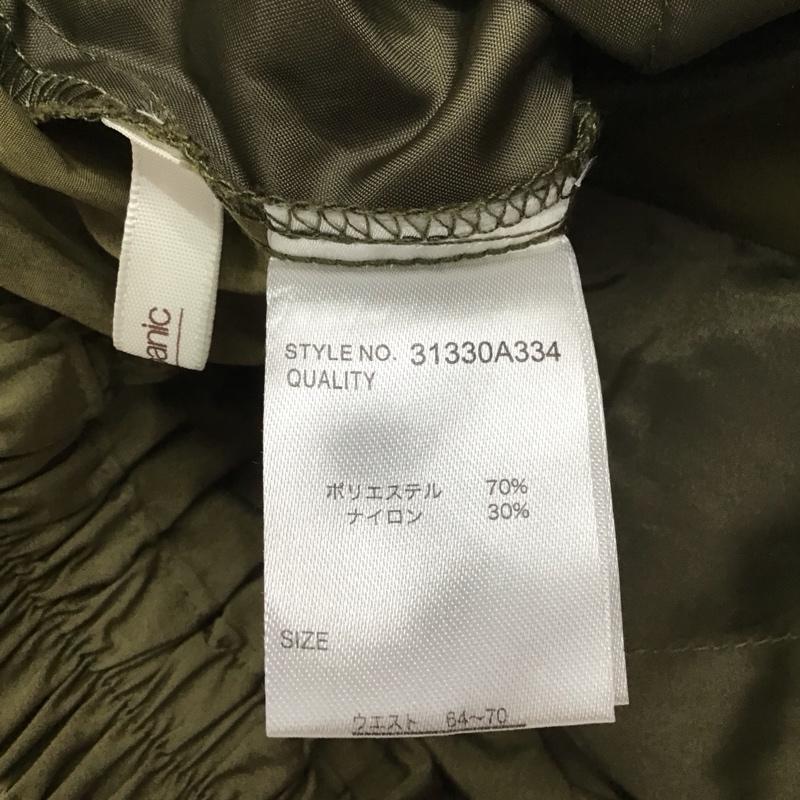 anic
STYLE NO. 31330A334
QUALITY
ポリエステル 70%
ナイロン 30%
SIZE
ウエスト 64~70